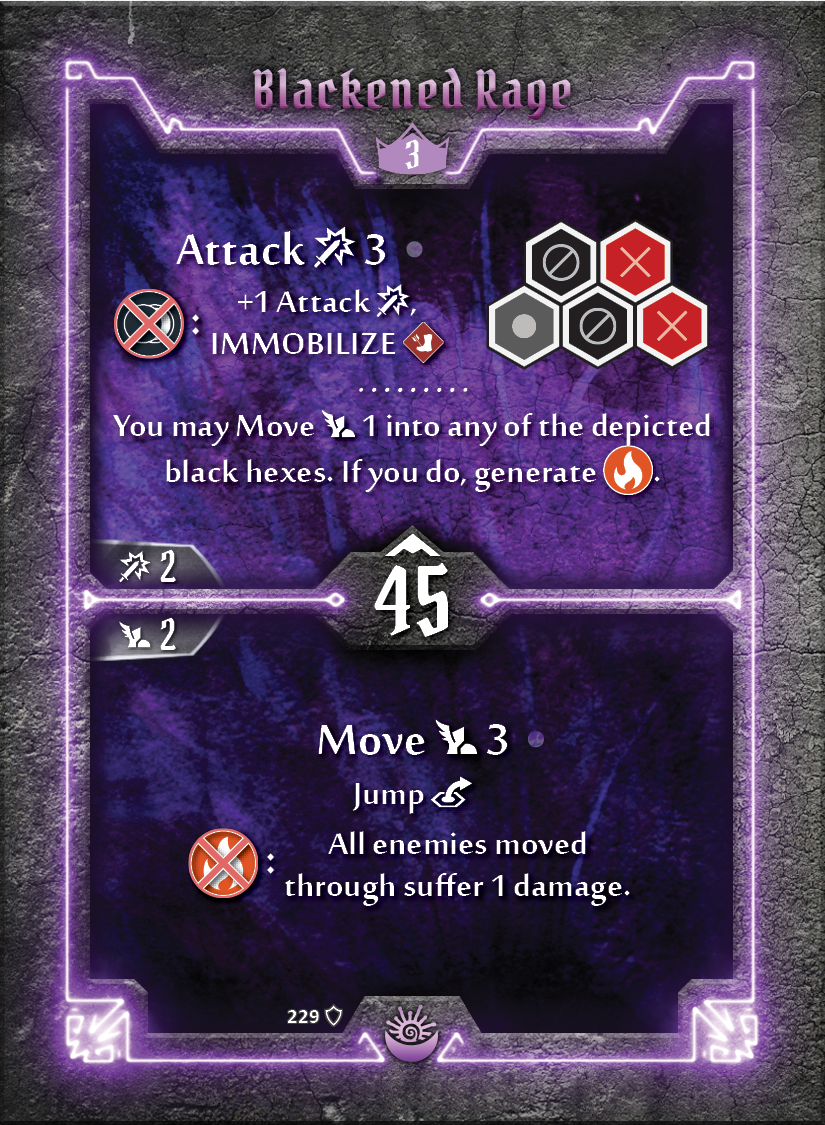 Blackened Rage
3
Attack 3
+1 Attack,
: IMMOBILIZE
.........
You may Move 1 into any of the depicted
black hexes. If you do, generate .
2
45
2
Move 3
Jump
: All enemies moved
through suffer 1 damage.
229